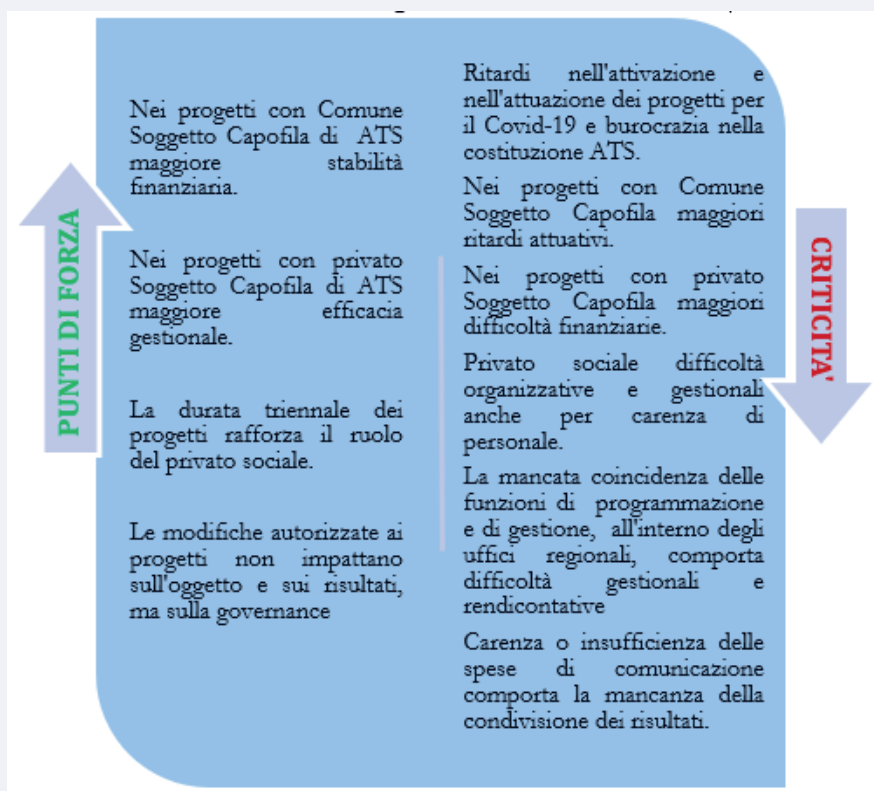 PUNTI DI FORZA
Nei progetti con Comune
Soggetto Capofila di ATS
maggiore stabilità
finanziaria.
Nei progetti con privato
Soggetto Capofila di ATS
maggiore efficacia
gestionale.
La durata triennale dei
progetti rafforza il ruolo
del privato sociale.
Le modifiche autorizzate ai
progetti non impattano
sull'oggetto e sui risultati,
ma sulla governance
Ritardi nell'attivazione e
nell'attuazione dei progetti per
il Covid-19 e burocrazia nella
costituzione ATS.
Nei progetti con Comune
Soggetto Capofila maggiori
ritardi attuativi.
Nei progetti con privato
Soggetto Capofila maggiori
difficoltà finanziarie.
Privato sociale difficoltà
organizzative e gestionali
anche per carenza di
personale.
La mancata coincidenza delle
funzioni di programmazione
e di gestione, all'interno degli
uffici regionali, comporta
difficoltà gestionali e
rendicontative
Carenza o insufficienza delle
spese di comunicazione
comporta la mancanza della
condivisione dei risultati.
CRITICITA'